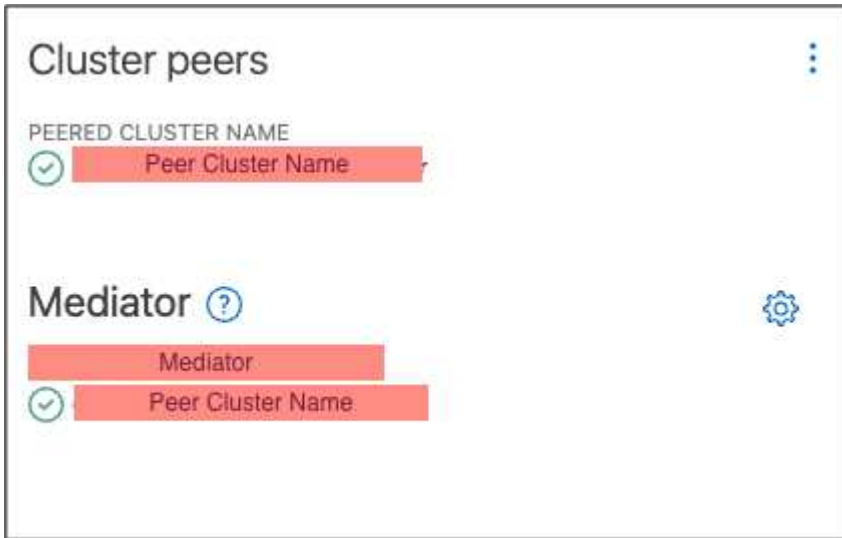 Cluster peers
PEERED CLUSTER NAME
Peer Cluster Name
Mediator ?
Mediator
Peer Cluster Name